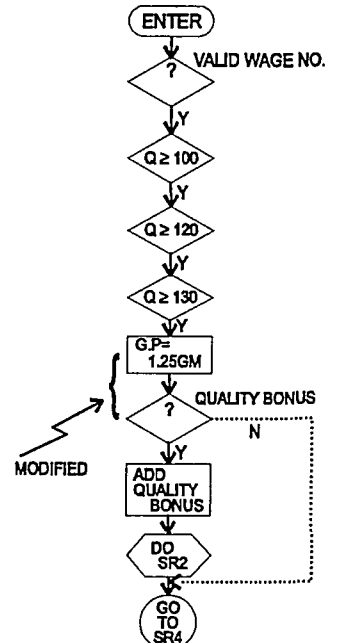 ENTER
VALID WAGE NO.
?
Y
Q ≥ 100
Y
Q ≥ 120
Y
Q ≥ 130
Y
G.P=
1.25GM
QUALITY BONUS
?
N
MODIFIED
Y
ADD
QUALITY
BONUS
DO
SR2
GO
TO
SR4